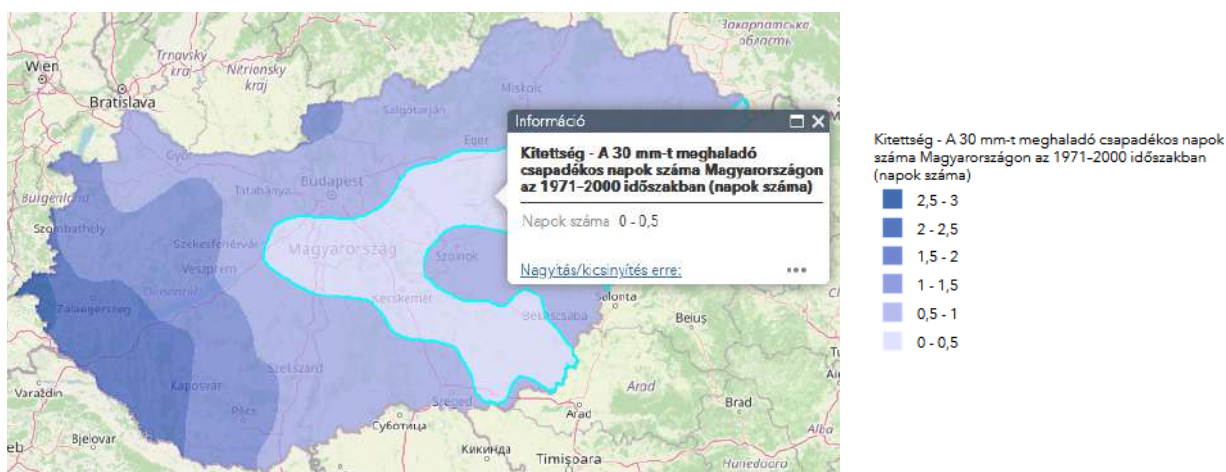 Wien
Bratislava
Trnavsky
kraj
Nitriansky
kraj
Закарпатська
область
Miskolc
Salgótarján
Eger
Győr
Tatabánya
Budapest
Burgenland
Szombathely
Székesfehérvár
Veszprém
Magyarország
Szolnok
Zalaegerszeg
Kecskemét
Békéscsaba
Salonta
Beiuș
Szekszárd
Kaposvár
Pécs
Szeged
Varaždin
Bjelovar
Суботица
Кикинда
Timișoara
Arad
Arad
Brad
Alba
Hunedoara
Információ
Kitettség - A 30 mm-t meghaladó
csapadékos napok száma Magyarországon
az 1971–2000 időszakban (napok száma)
Napok száma 0 - 0,5
Nagyítás/kicsinyítés erre:
Kitettség - A 30 mm-t meghaladó csapadékos napok
száma Magyarországon az 1971–2000 időszakban
(napok száma)
2,5 - 3
2 - 2,5
1,5 - 2
1 - 1,5
0,5 - 1
0 - 0,5